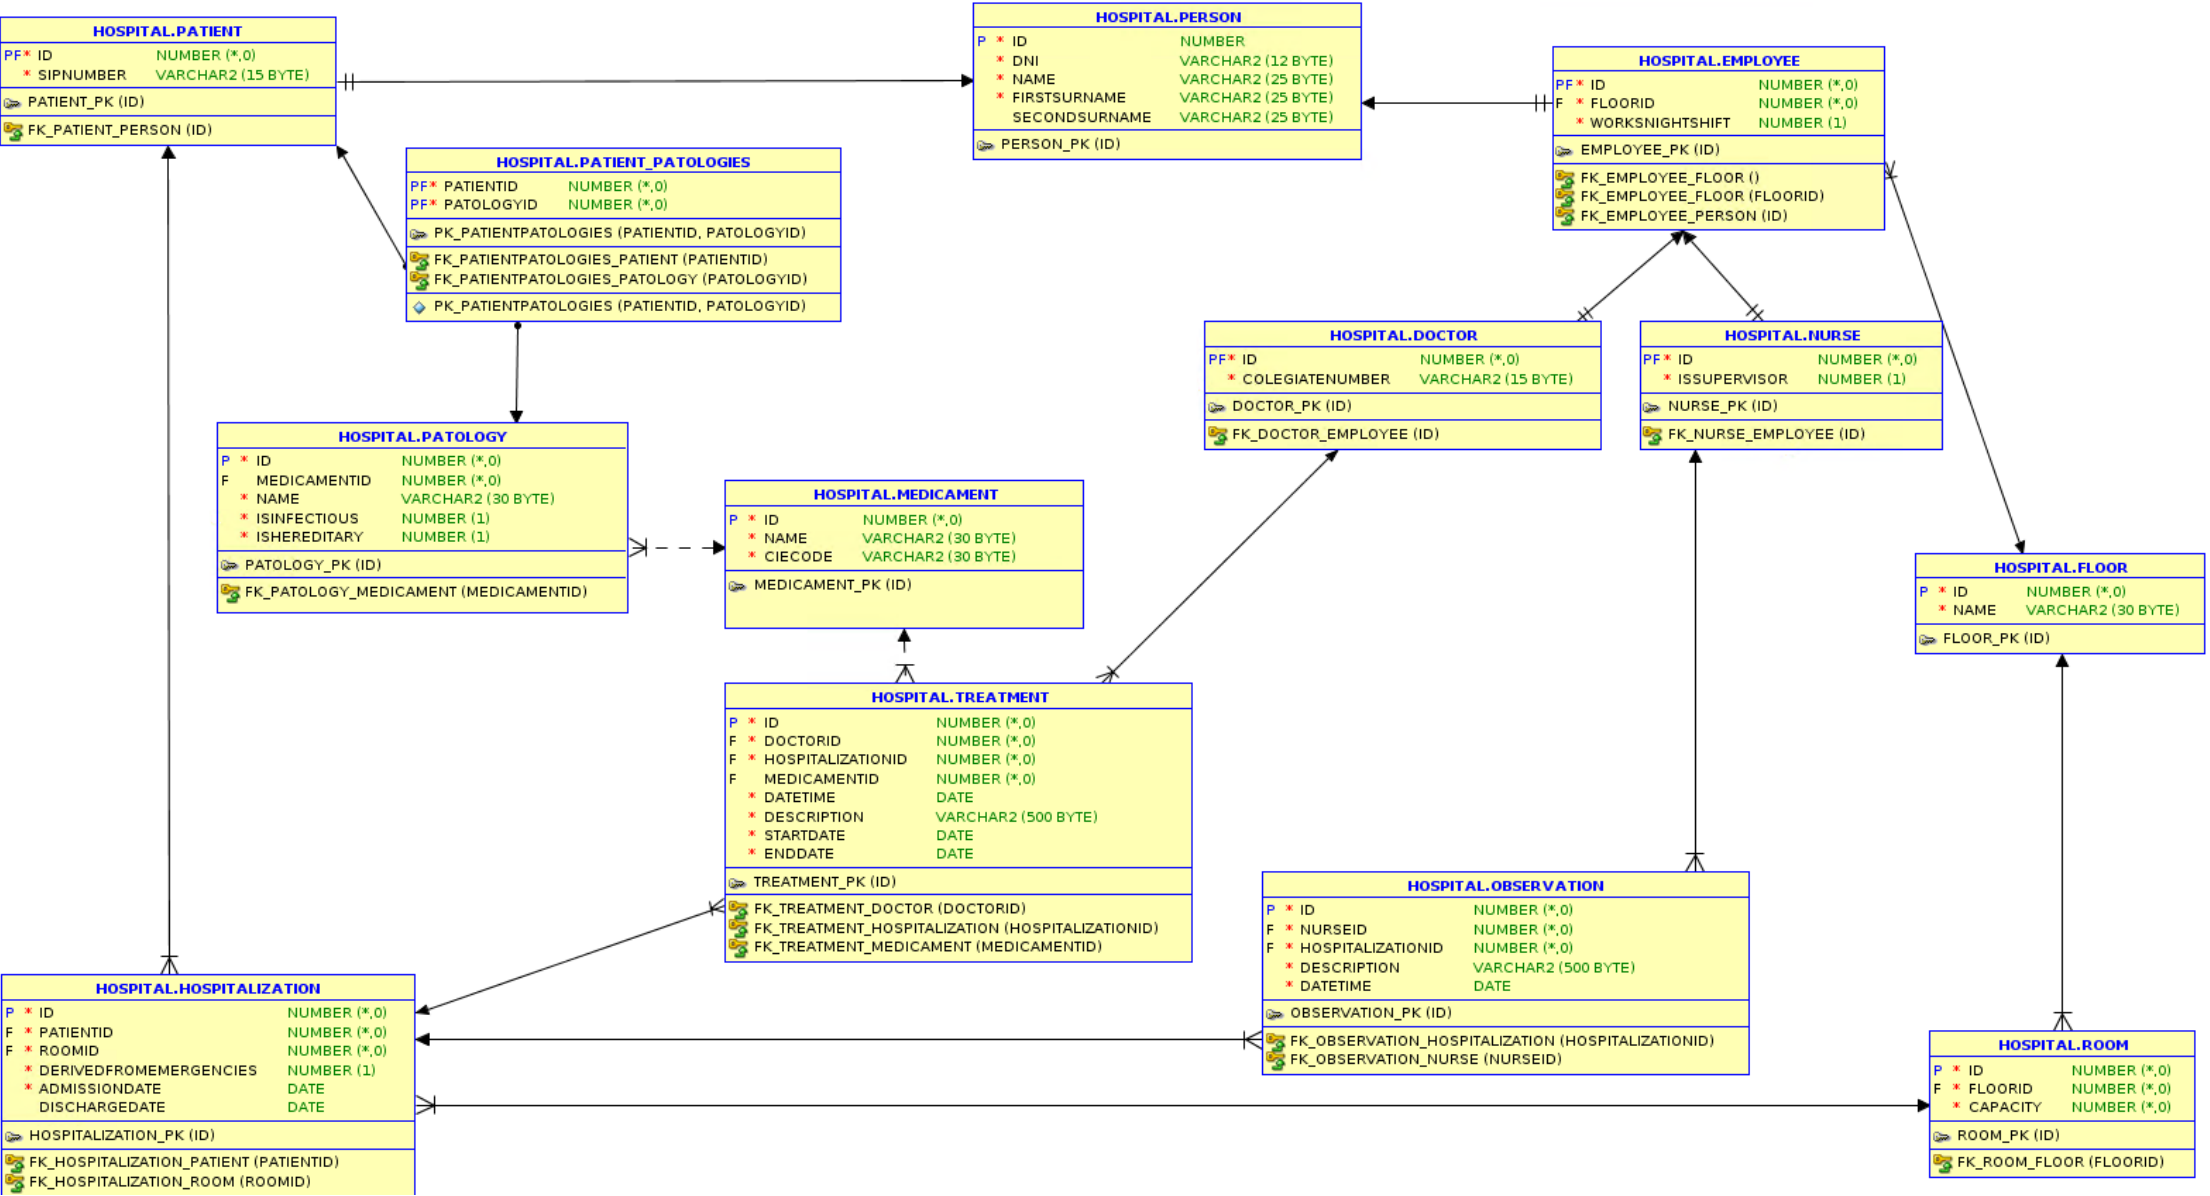 HOSPITAL.PATIENT
PF* ID NUMBER (*,0)
* SIPNUMBER VARCHAR2 (15 BYTE)
PATIENT_PK (ID)
FK_PATIENT_PERSON (ID)
HOSPITAL.PERSON
P * ID NUMBER
* DNI VARCHAR2 (12 BYTE)
* NAME VARCHAR2 (25 BYTE)
* FIRSTSURNAME VARCHAR2 (25 BYTE)
SECONDSURNAME VARCHAR2 (25 BYTE)
PERSON_PK (ID)
HOSPITAL.EMPLOYEE
PF* ID NUMBER (*,0)
F * FLOORID NUMBER (*,0)
* WORKSNIGHTSHIFT NUMBER (1)
EMPLOYEE_PK (ID)
FK_EMPLOYEE_FLOOR ()
FK_EMPLOYEE_FLOOR (FLOORID)
FK_EMPLOYEE_PERSON (ID)
HOSPITAL.PATIENT_PATOLOGIES
PF* PATIENTID NUMBER (*,0)
PF* PATOLOGYID NUMBER (*,0)
PK_PATIENTPATOLOGIES (PATIENTID, PATOLOGYID)
FK_PATIENTPATOLOGIES_PATIENT (PATIENTID)
FK_PATIENTPATOLOGIES_PATOLOGY (PATOLOGYID)
PK_PATIENTPATOLOGIES (PATIENTID, PATOLOGYID)
HOSPITAL.DOCTOR
PF* ID NUMBER (*,0)
* COLEGIATENUMBER VARCHAR2 (15 BYTE)
DOCTOR_PK (ID)
FK_DOCTOR_EMPLOYEE (ID)
HOSPITAL.NURSE
PF* ID NUMBER (*,0)
* ISSUPERVISOR NUMBER (1)
NURSE_PK (ID)
FK_NURSE_EMPLOYEE (ID)
HOSPITAL.PATOLOGY
P * ID NUMBER (*,0)
F MEDICAMENTID NUMBER (*,0)
* NAME VARCHAR2 (30 BYTE)
* ISINFECTIOUS NUMBER (1)
* ISHEREDITARY NUMBER (1)
PATOLOGY_PK (ID)
FK_PATOLOGY_MEDICAMENT (MEDICAMENTID)
HOSPITAL.MEDICAMENT
P * ID NUMBER (*,0)
* NAME VARCHAR2 (30 BYTE)
* CIECODE VARCHAR2 (30 BYTE)
MEDICAMENT_PK (ID)
HOSPITAL.FLOOR
P * ID NUMBER (*,0)
* NAME VARCHAR2 (30 BYTE)
FLOOR_PK (ID)
HOSPITAL.TREATMENT
P * ID NUMBER (*,0)
F * DOCTORID NUMBER (*,0)
F * HOSPITALIZATIONID NUMBER (*,0)
F MEDICAMENTID NUMBER (*,0)
* DATETIME DATE
* DESCRIPTION VARCHAR2 (500 BYTE)
* STARTDATE DATE
* ENDDATE DATE
TREATMENT_PK (ID)
FK_TREATMENT_DOCTOR (DOCTORID)
FK_TREATMENT_HOSPITALIZATION (HOSPITALIZATIONID)
FK_TREATMENT_MEDICAMENT (MEDICAMENTID)
HOSPITAL.OBSERVATION
P * ID NUMBER (*,0)
F * NURSEID NUMBER (*,0)
F * HOSPITALIZATIONID NUMBER (*,0)
* DESCRIPTION VARCHAR2 (500 BYTE)
* DATETIME DATE
OBSERVATION_PK (ID)
FK_OBSERVATION_HOSPITALIZATION (HOSPITALIZATIONID)
FK_OBSERVATION_NURSE (NURSEID)
HOSPITAL.HOSPITALIZATION
P * ID NUMBER (*,0)
F * PATIENTID NUMBER (*,0)
F * ROOMID NUMBER (*,0)
* DERIVEDFROMEMERGENCIES NUMBER (1)
* ADMISSIONDATE DATE
DISCHARGEDATE DATE
HOSPITALIZATION_PK (ID)
FK_HOSPITALIZATION_PATIENT (PATIENTID)
FK_HOSPITALIZATION_ROOM (ROOMID)
HOSPITAL.ROOM
P * ID NUMBER (*,0)
F * FLOORID NUMBER (*,0)
* CAPACITY NUMBER (*,0)
ROOM_PK (ID)
FK_ROOM_FLOOR (FLOORID)